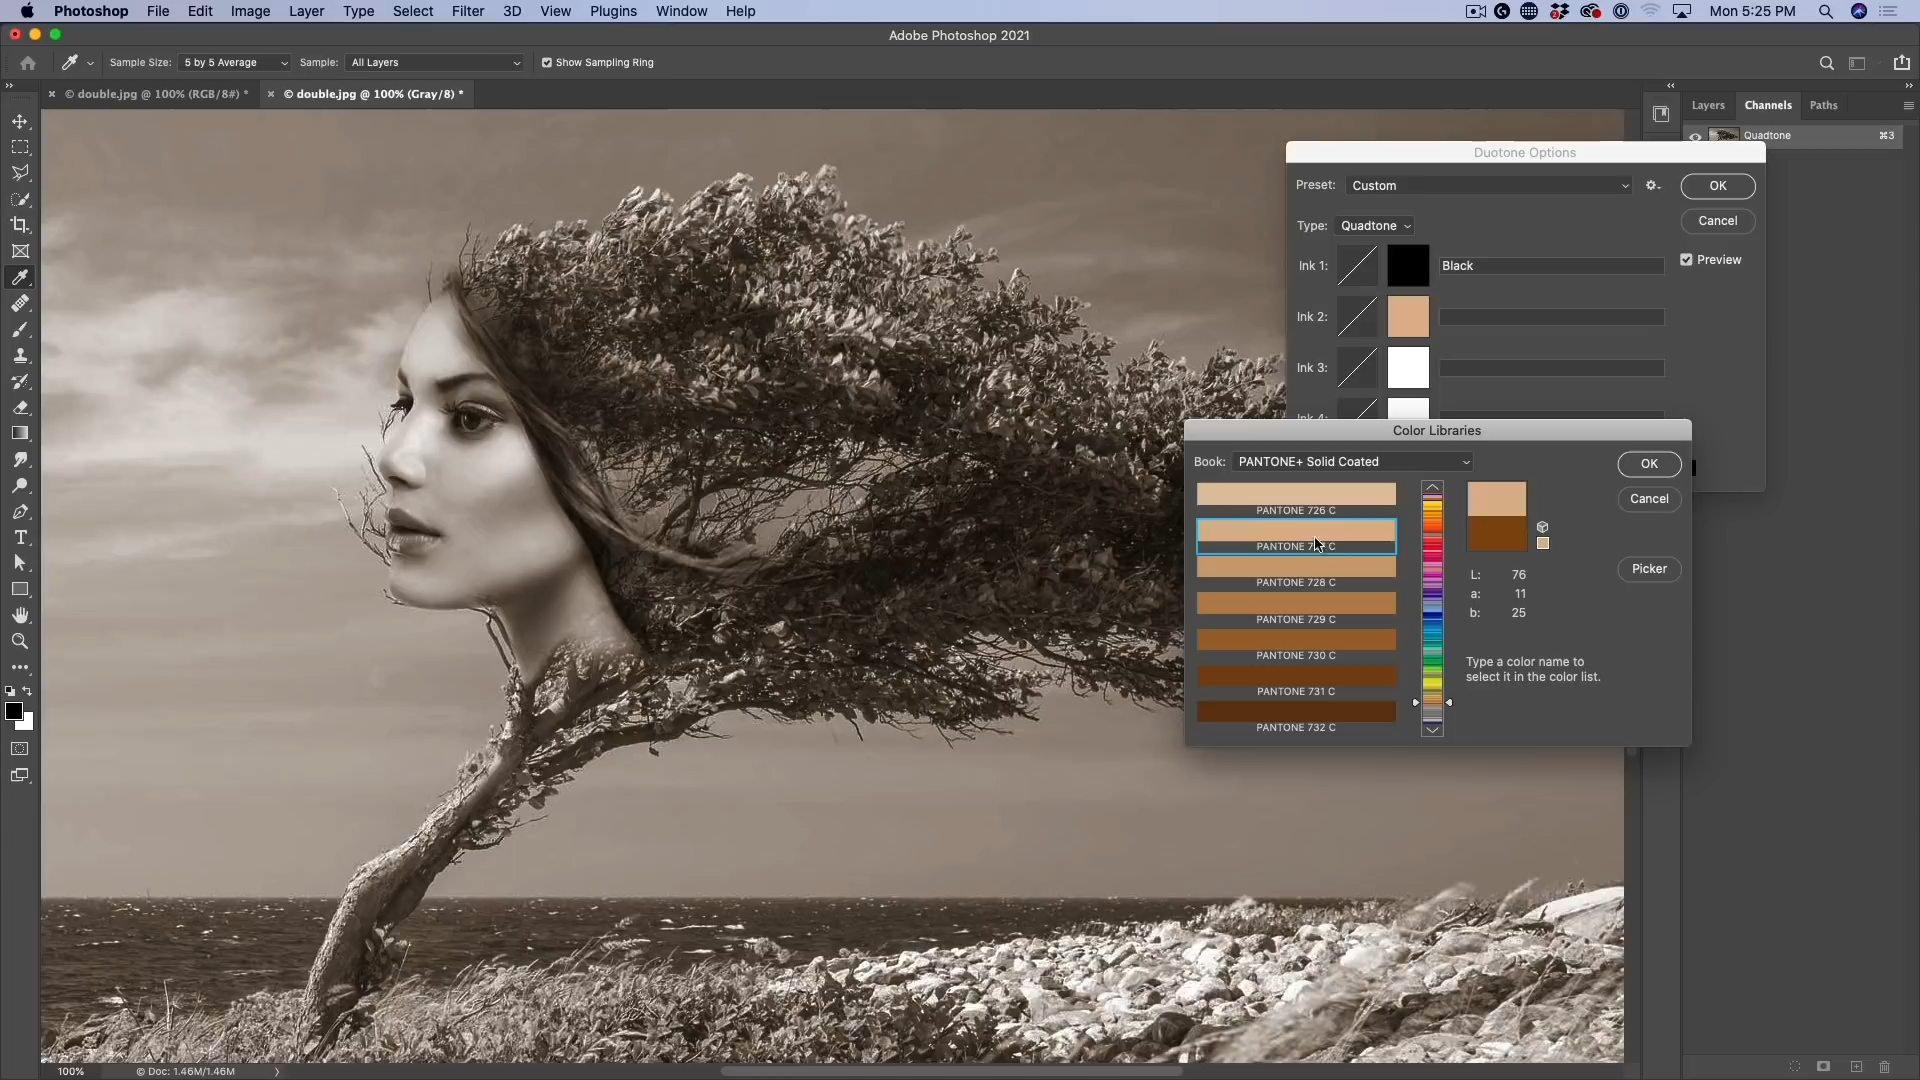 Photoshop File Edit Image Layer Type Select Filter 3D View Plugins Window Help Mon 5:25 PM
Adobe Photoshop 2021
Sample Size: 5 by 5 Average Sample: All Layers Show Sampling Ring
© double.jpg @ 100% (RGB/8#) * © double.jpg @ 100% (Gray/8) *
Layers Channels Paths
Quadtone ⌘3
Duotone Options
Preset: Custom OK
Cancel
Type: Quadtone
Preview
Ink 1: Black
Ink 2:
Ink 3:
Color Libraries
Book: PANTONE+ Solid Coated OK
Cancel
PANTONE 726 C
PANTONE C
PANTONE 728 C
PANTONE 729 C
PANTONE 730 C
PANTONE 731 C
PANTONE 732 C
Picker
L: 76
a: 11
b: 25
Type a color name to
select it in the color list.
100% © Doc: 1.46M/1.46M